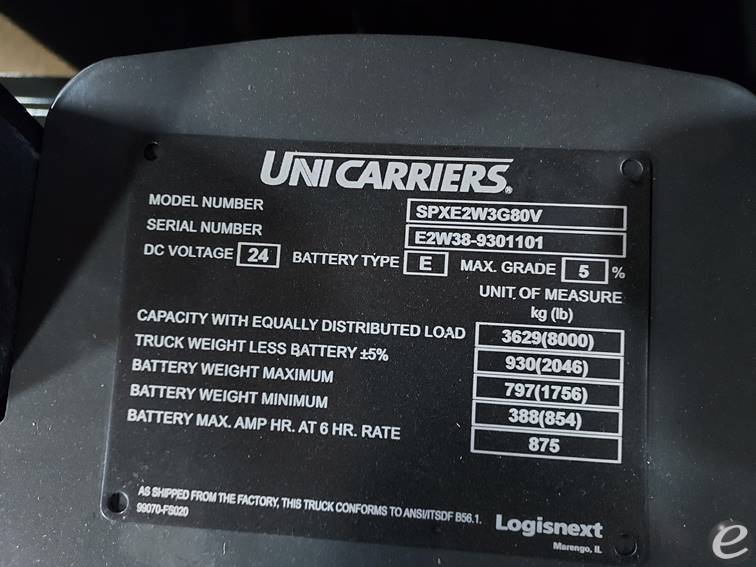 UNICARRIERS®
MODEL NUMBER SPXE2W3G80V
SERIAL NUMBER E2W38-9301101
DC VOLTAGE 24 BATTERY TYPE E MAX. GRADE 5 %
UNIT OF MEASURE
kg (lb)
CAPACITY WITH EQUALLY DISTRIBUTED LOAD 3629(8000)
TRUCK WEIGHT LESS BATTERY ±5% 930(2046)
BATTERY WEIGHT MAXIMUM 797(1756)
BATTERY WEIGHT MINIMUM 388(854)
BATTERY MAX. AMP HR. AT 6 HR. RATE 875
AS SHIPPED FROM THE FACTORY, THIS TRUCK CONFORMS TO ANSI/ITSDF B56.1.
99070-FS020
Logisnext
Marengo, IL
e